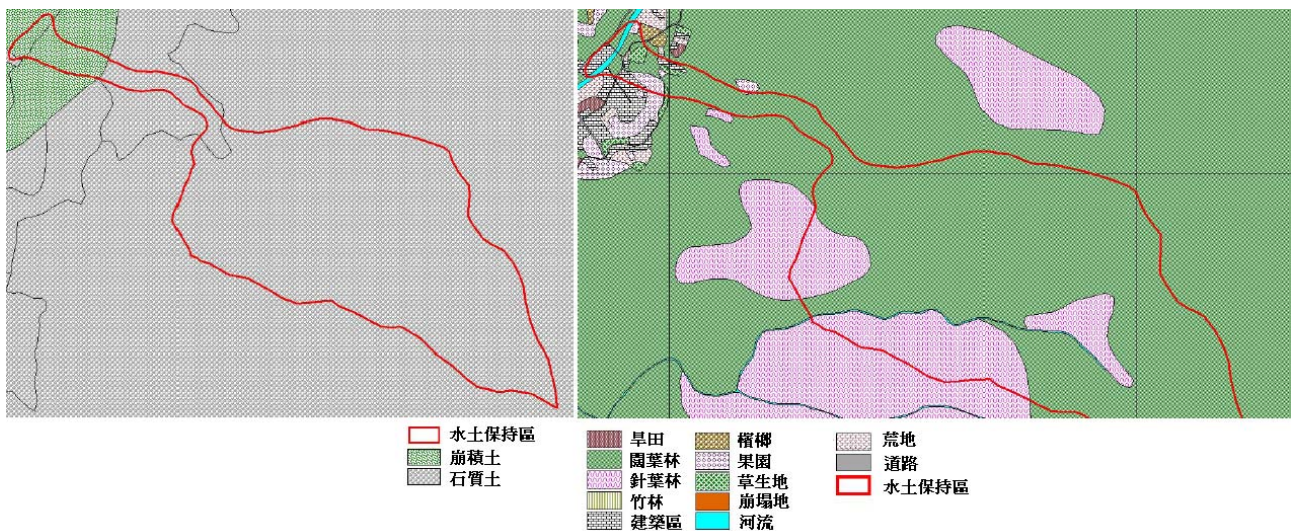 水土保持區
崩積土
石質土
旱田
闊葉林
針葉林
竹林
建築區
檳榔
果園
草生地
崩塌地
河流
荒地
道路
水土保持區